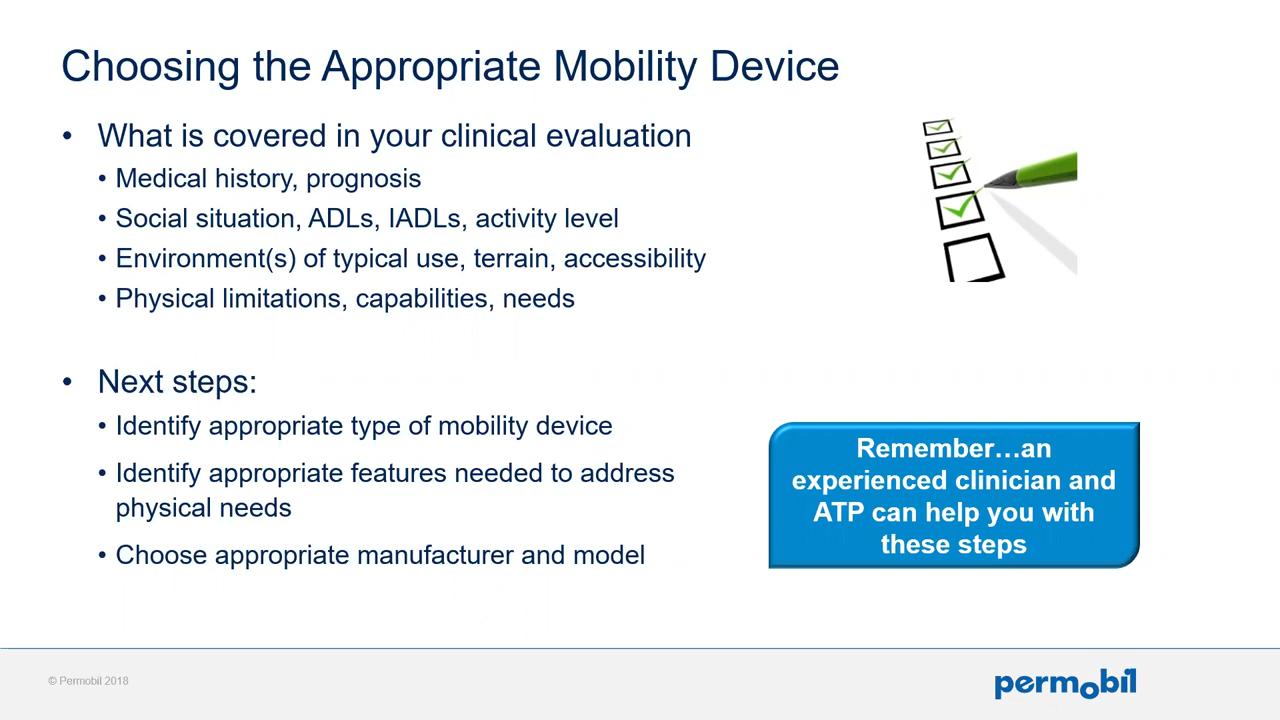 Choosing the Appropriate Mobility Device
• What is covered in your clinical evaluation
• Medical history, prognosis
• Social situation, ADLs, IADLs, activity level
• Environment(s) of typical use, terrain, accessibility
• Physical limitations, capabilities, needs
• Next steps:
• Identify appropriate type of mobility device
• Identify appropriate features needed to address
physical needs
• Choose appropriate manufacturer and model
Remember…an
experienced clinician and
ATP can help you with
these steps
© Permobil 2018
permobil